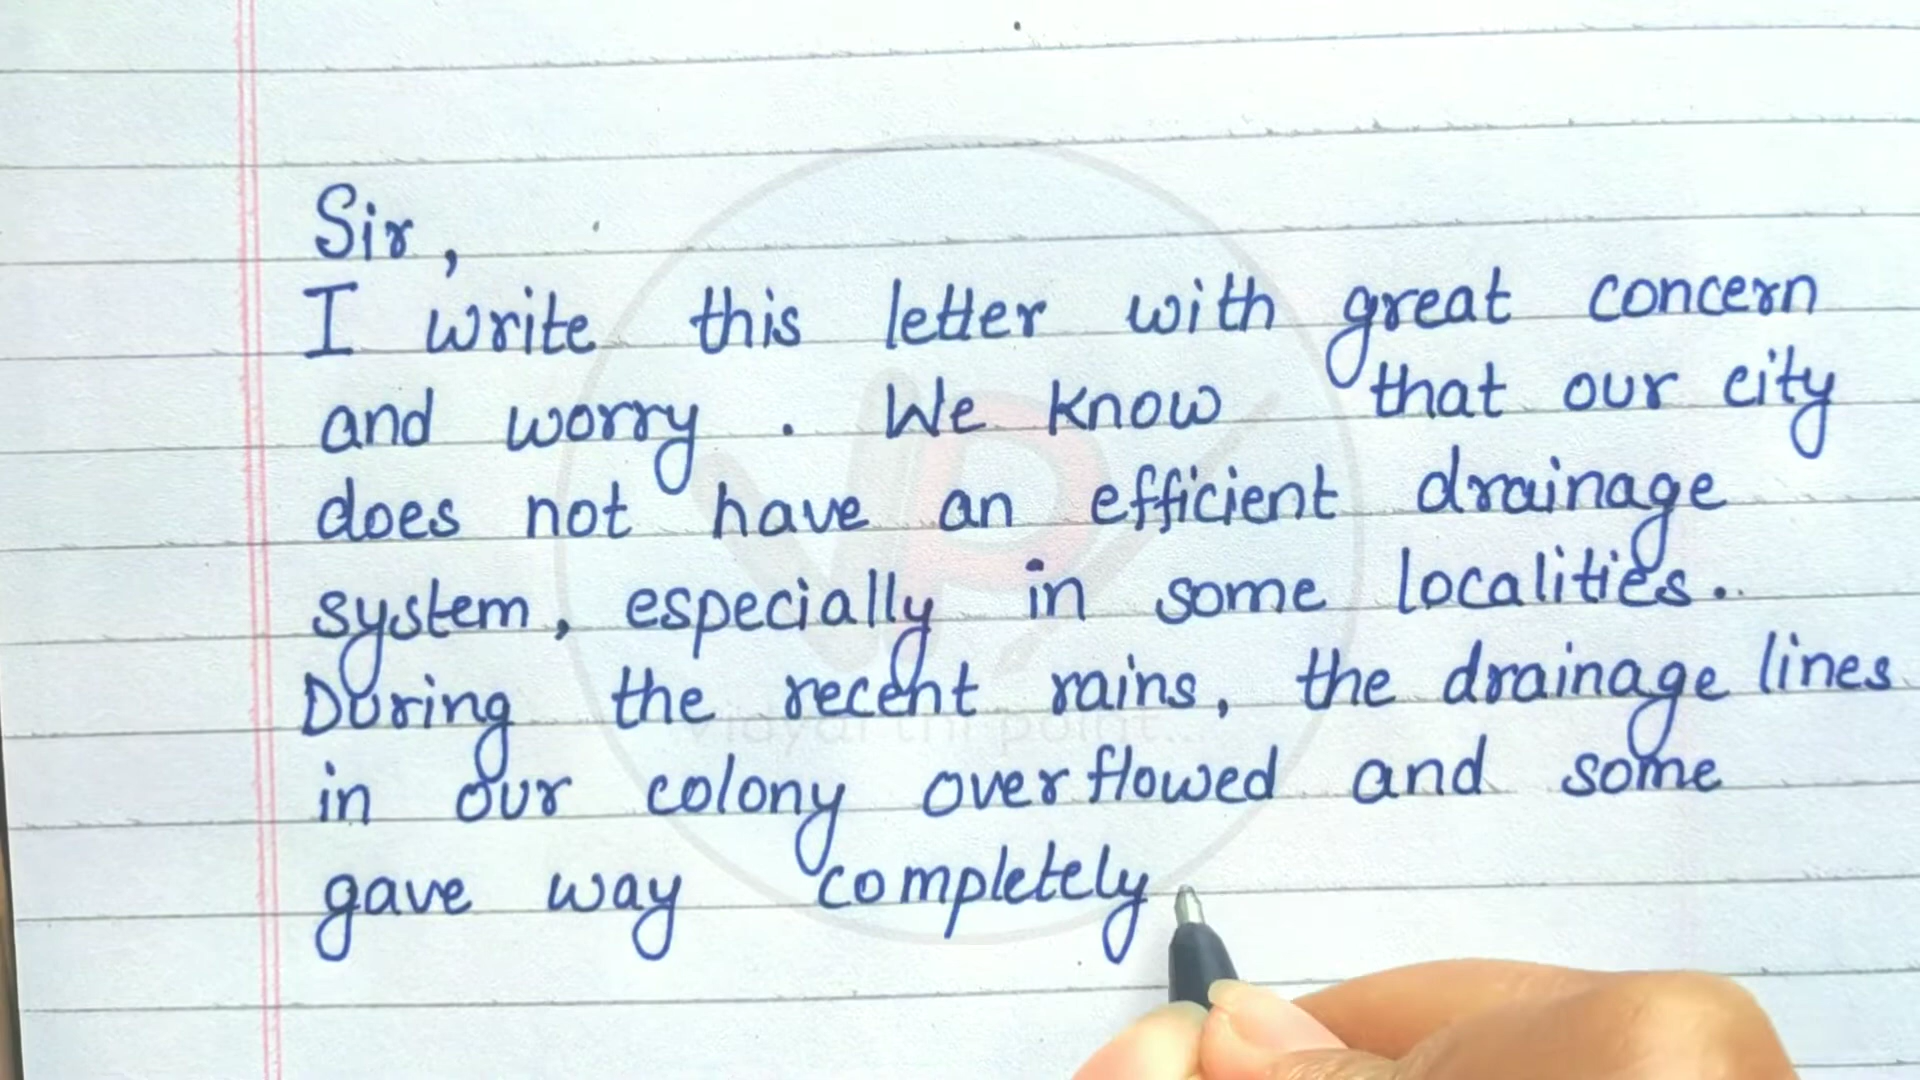 Sir,
I write this letter with great concern
and worry. We know that our city
does not have an efficient drainage
system, especially in some localities..
During the recent rains, the drainage lines
in our colony overflowed and some
gave way completely
Vidyarthi point...